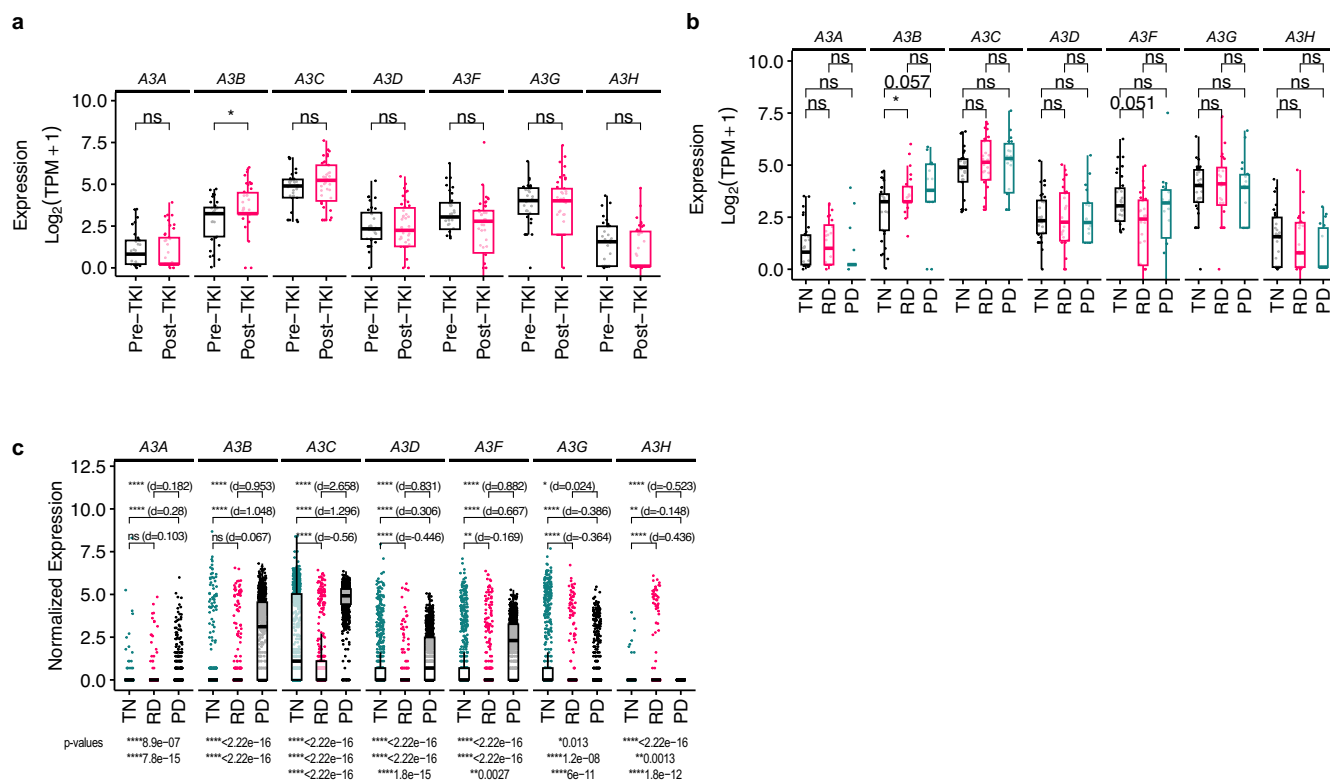 a
A3A A3B A3C A3D A3F A3G A3H
Expression
Log2(TPM + 1)
10.0
7.5
5.0
2.5
0.0
ns * ns ns ns ns ns
Pre−TKI Post−TKI Pre−TKI Post−TKI Pre−TKI Post−TKI Pre−TKI Post−TKI Pre−TKI Post−TKI Pre−TKI Post−TKI Pre−TKI Post−TKI
b
A3A A3B A3C A3D A3F A3G A3H
Expression
Log2(TPM + 1)
10.0
7.5
5.0
2.5
0.0
ns ns ns ns ns ns ns
ns 0.057 ns ns ns ns ns
ns * ns ns 0.051 ns ns
TN RD PD TN RD PD TN RD PD TN RD PD TN RD PD TN RD PD TN RD PD
c
A3A A3B A3C A3D A3F A3G A3H
Normalized Expression
12.5
10.0
7.5
5.0
2.5
0.0
**** (d=0.182) **** (d=0.953) **** (d=2.658) **** (d=0.831) **** (d=0.882) * (d=0.024) **** (d=-0.523)
**** (d=0.28) **** (d=1.048) **** (d=1.296) **** (d=0.306) **** (d=0.667) **** (d=-0.386) ** (d=-0.148)
ns (d=0.103) ns (d=0.067) **** (d=-0.56) **** (d=-0.446) ** (d=-0.169) **** (d=-0.364) **** (d=0.436)
TN RD PD TN RD PD TN RD PD TN RD PD TN RD PD TN RD PD TN RD PD
p-values ****8.9e-07 ****<2.22e-16 ****<2.22e-16 ****<2.22e-16 ****<2.22e-16 *0.013 ****<2.22e-16
****7.8e-15 ****<2.22e-16 ****<2.22e-16 ****<2.22e-16 ****<2.22e-16 ****1.2e-08 **0.0013
****<2.22e-16 ****1.8e-15 **0.0027 ****6e-11 ****1.8e-12